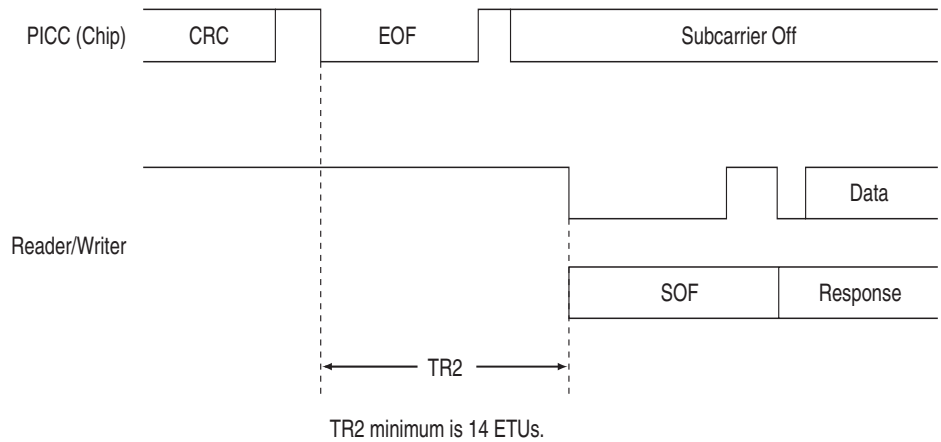 PICC (Chip) CRC EOF Subcarrier Off
Data
Reader/Writer
SOF Response
TR2
TR2 minimum is 14 ETUs.